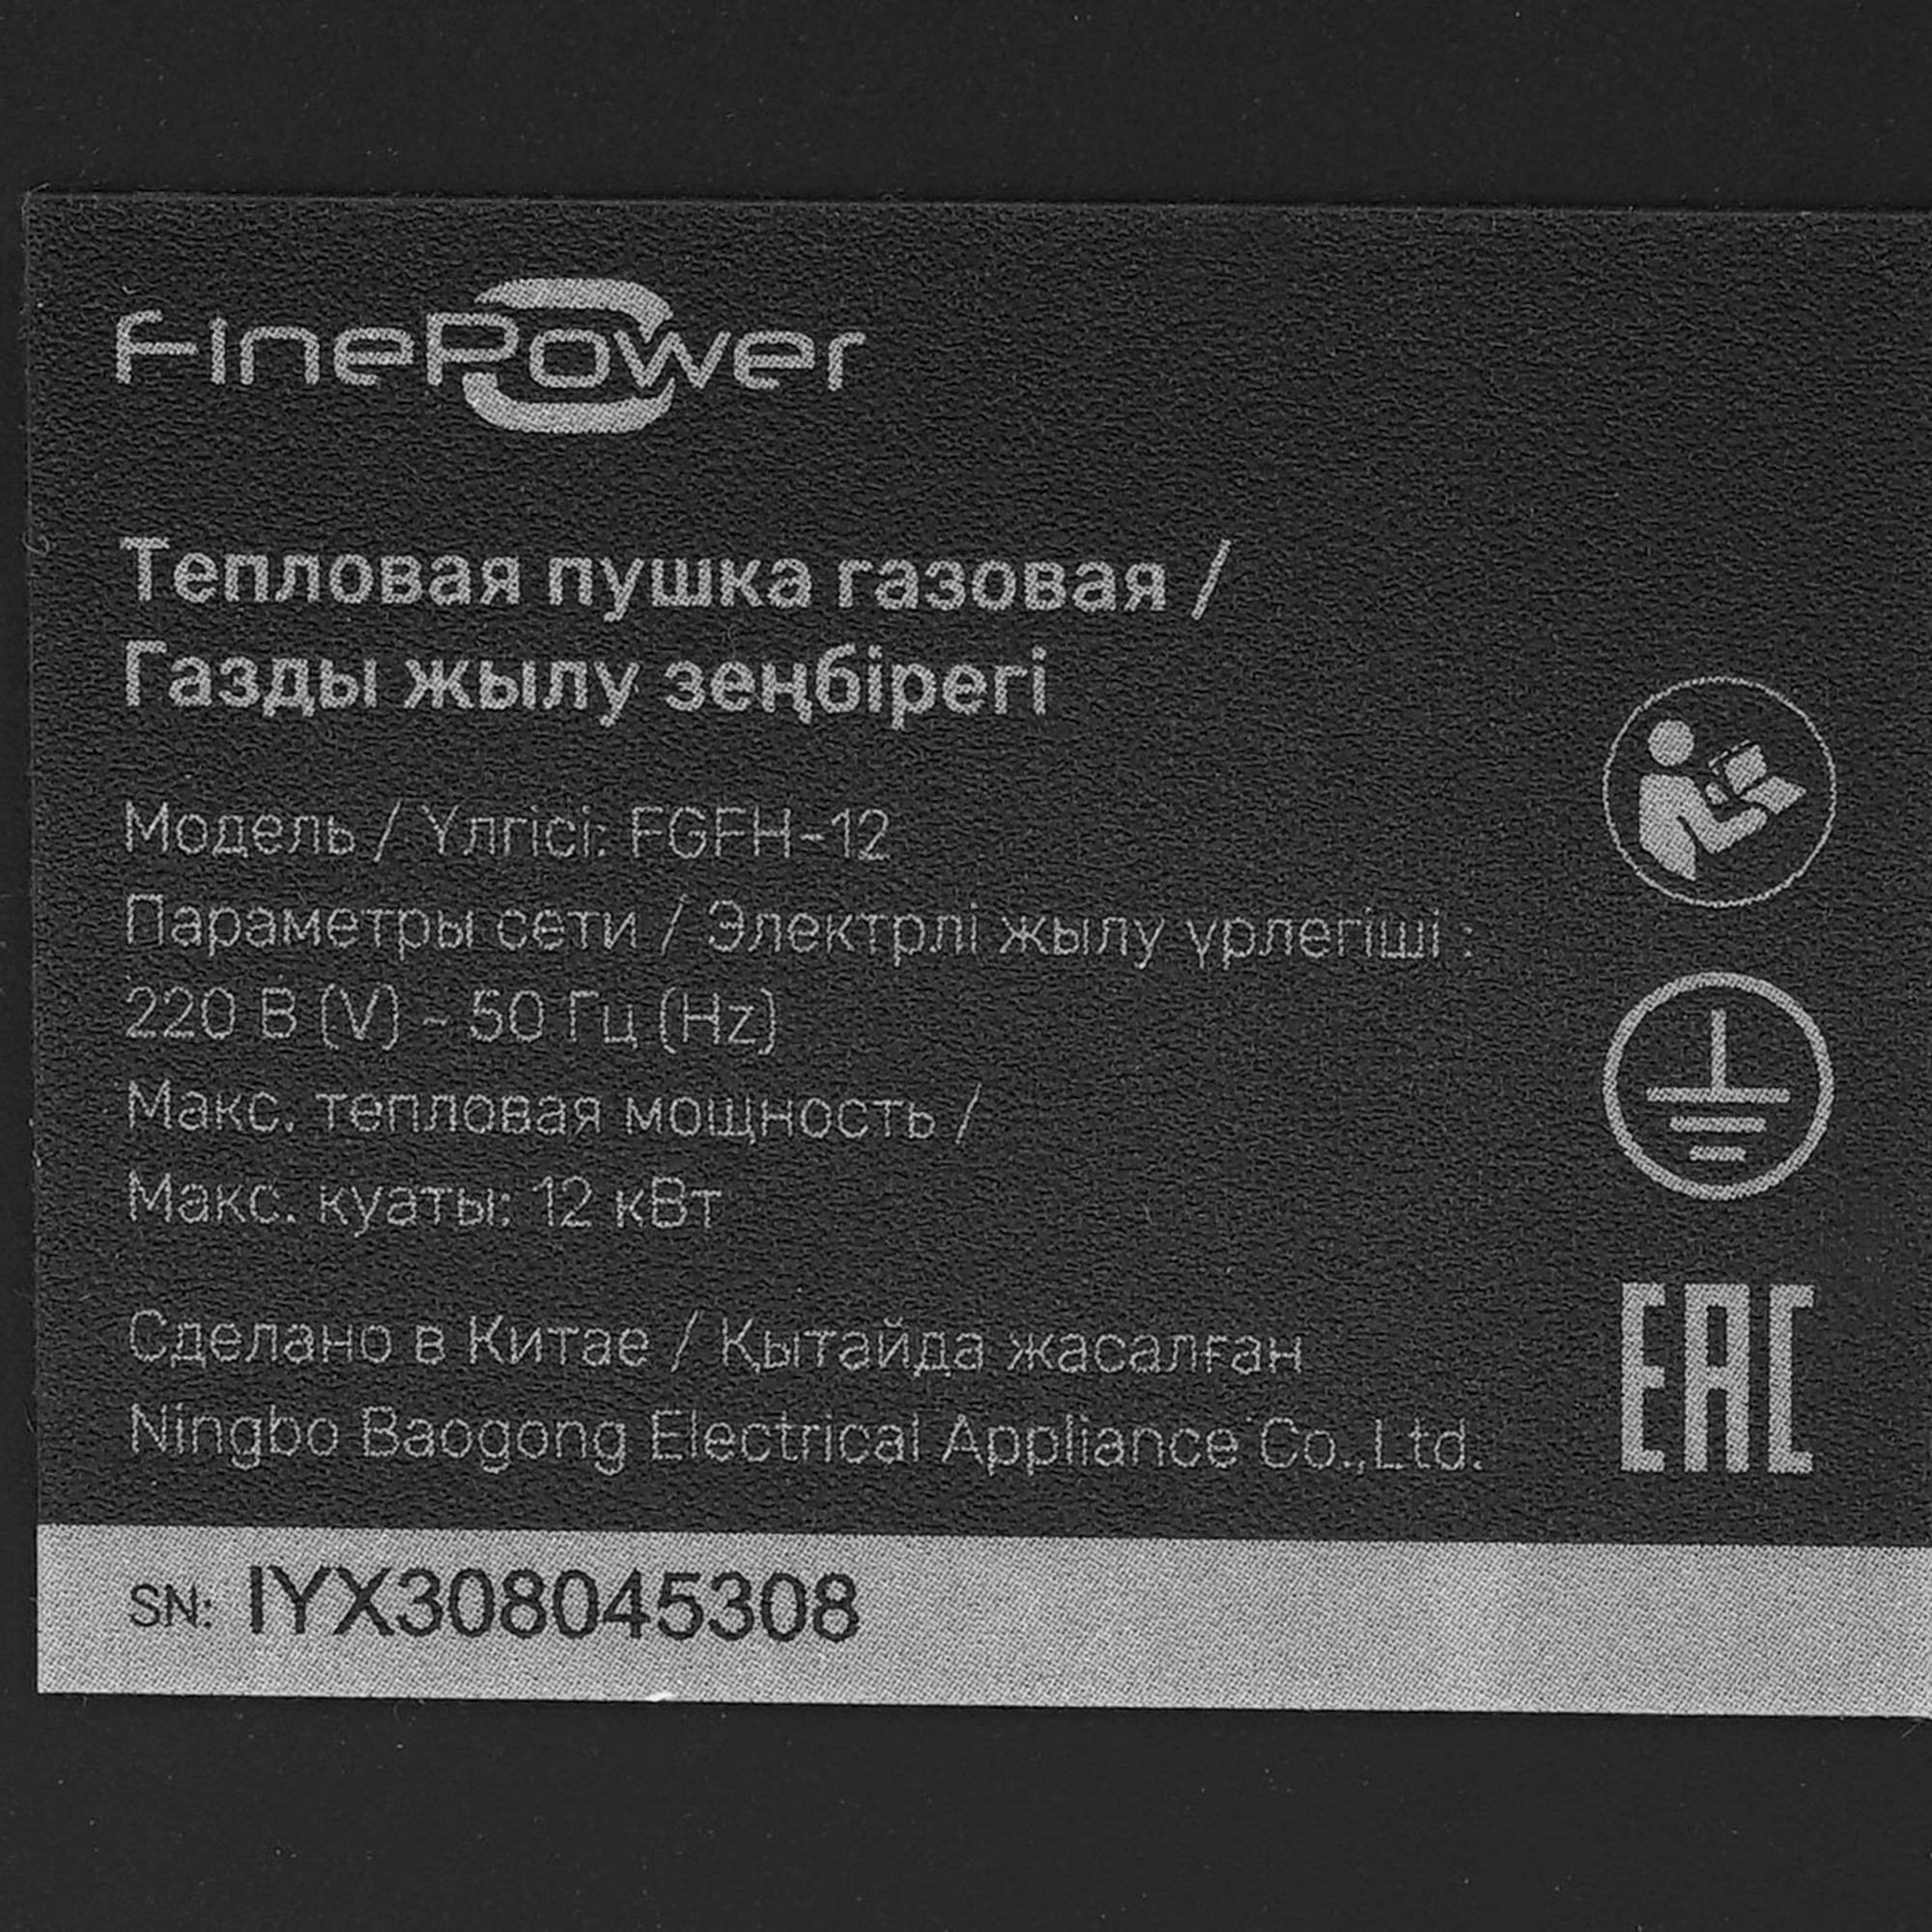 FinePower
Тепловая пушка газовая /
Газды жылу зеңбірегі
Модель / Үлгісі: FGFH-12
Параметры сети / Электрлі жылу үрлегіші :
220 В (V) ~ 50 Гц (Hz)
Макс. тепловая мощность /
Макс. куаты: 12 кВт
Сделано в Китае / Қытайда жасалған
Ningbo Baogong Electrical Appliance Co.,Ltd.
EAC
SN: IYX308045308